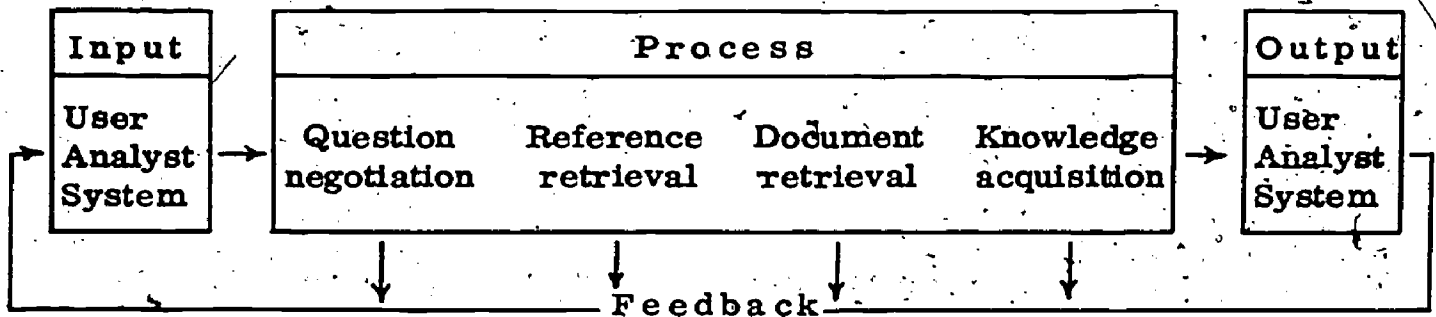 Input
User
Analyst
System
Process
Question
negotiation
Reference
retrieval
Document
retrieval
Knowledge
acquisition
Output
User
Analyst
System
Feedback